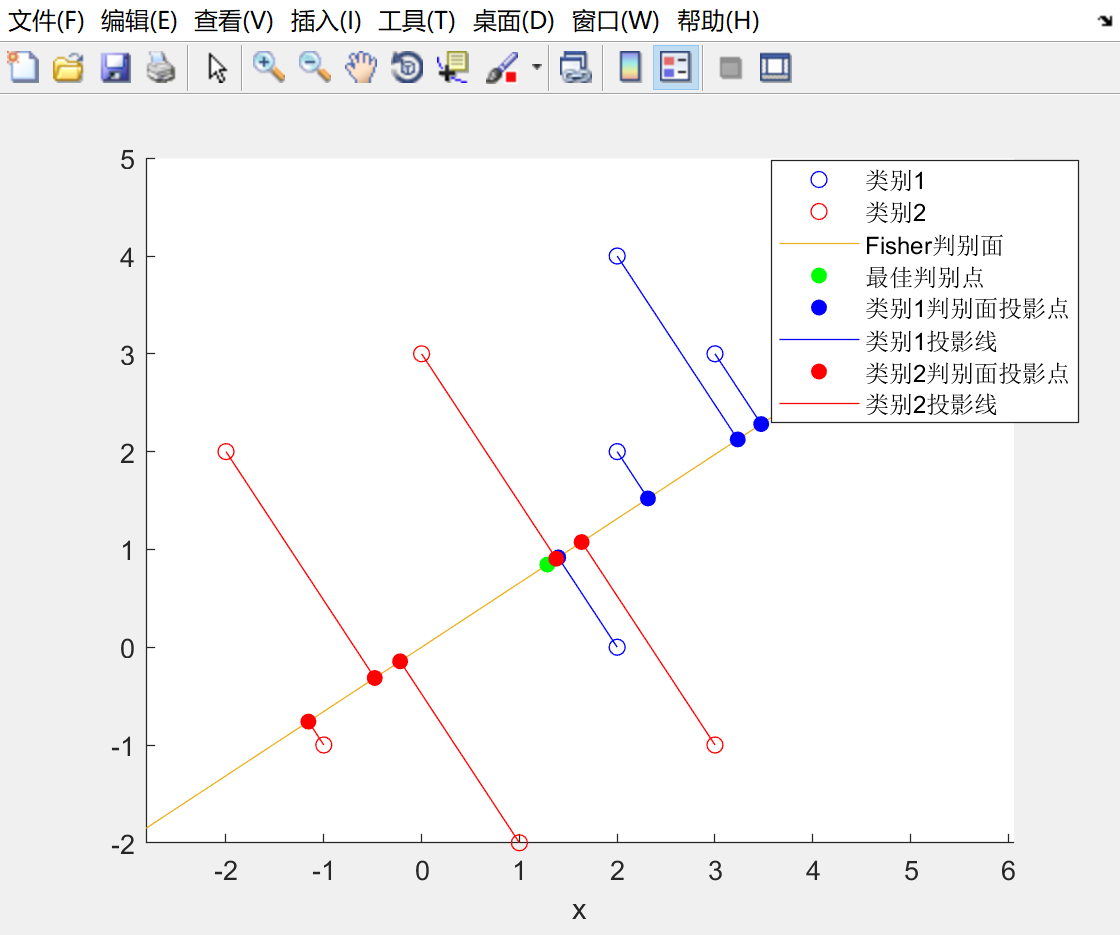 文件(F) 编辑(E) 查看(V) 插入(I) 工具(T) 桌面(D) 窗口(W) 帮助(H)
5
4
3
2
1
0
-1
-2
-2 -1 0 1 2 3 4 5 6
x
类别1
类别2
Fisher判别面
最佳判别点
类别1判别面投影点
类别1投影线
类别2判别面投影点
类别2投影线